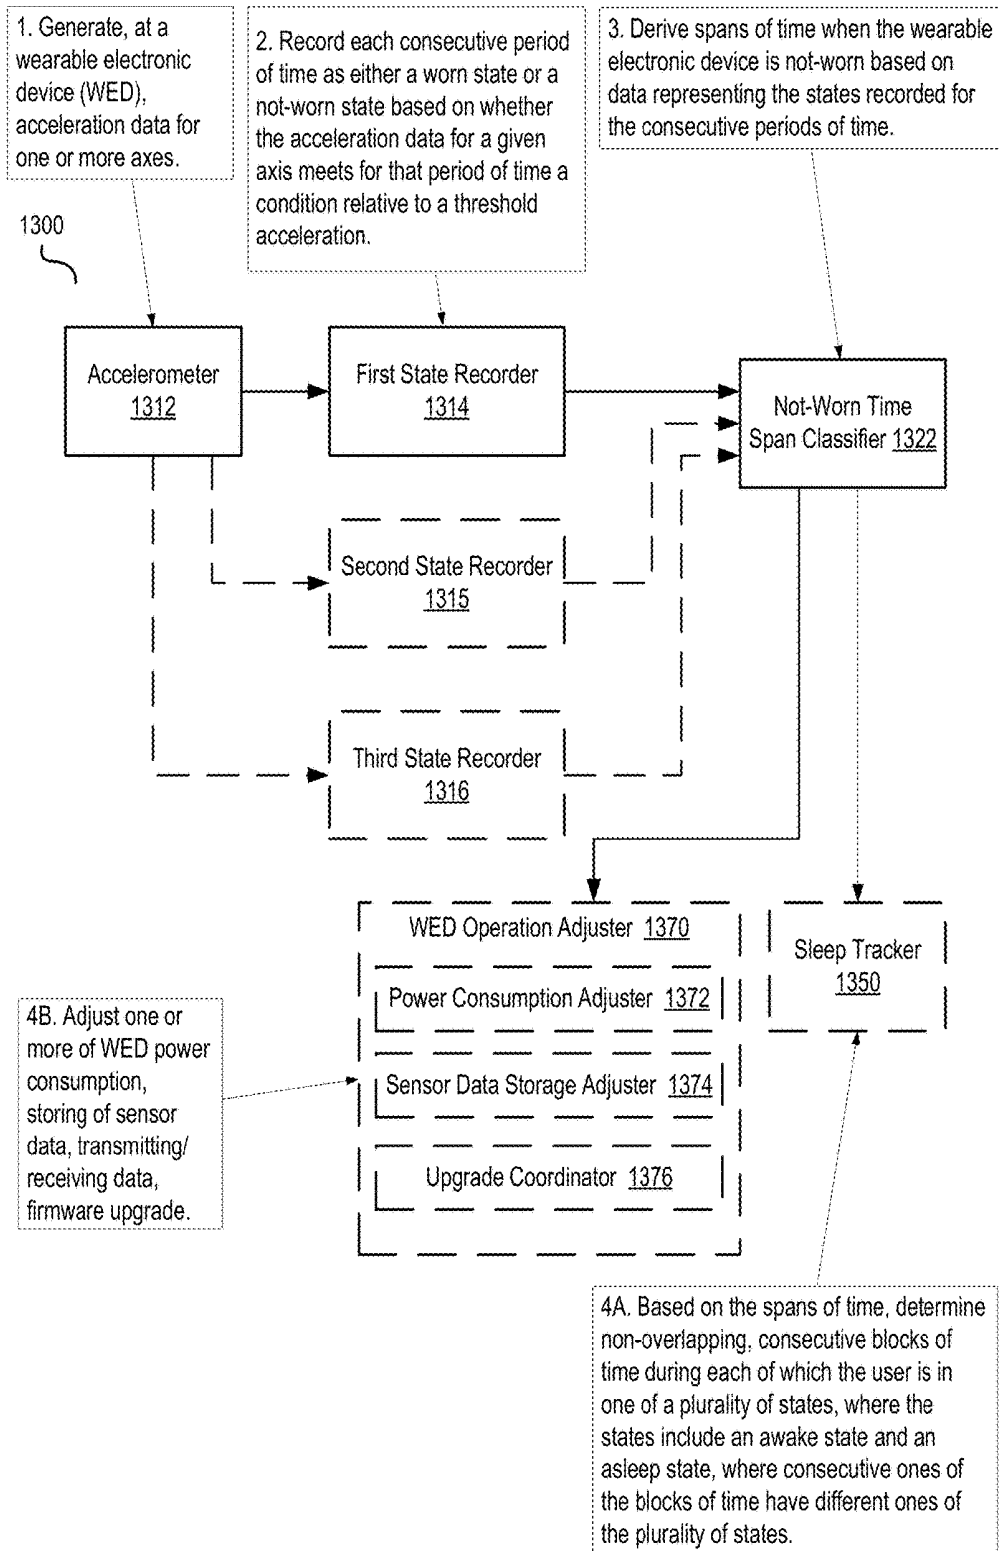 1. Generate, at a
wearable electronic
device (WED),
acceleration data for
one or more axes.
2. Record each consecutive period
of time as either a worn state or a
not-worn state based on whether
the acceleration data for a given
axis meets for that period of time a
condition relative to a threshold
acceleration.
3. Derive spans of time when the wearable
electronic device is not-worn based on
data representing the states recorded for
the consecutive periods of time.
1300
Accelerometer
1312
First State Recorder
1314
Not-Worn Time
Span Classifier 1322
Second State Recorder
1315
Third State Recorder
1316
WED Operation Adjuster 1370
Power Consumption Adjuster 1372
Sensor Data Storage Adjuster 1374
Upgrade Coordinator 1376
Sleep Tracker
1350
4B. Adjust one or
more of WED power
consumption,
storing of sensor
data, transmitting/
receiving data,
firmware upgrade.
4A. Based on the spans of time, determine
non-overlapping, consecutive blocks of
time during each of which the user is in
one of a plurality of states, where the
states include an awake state and an
asleep state, where consecutive ones of
the blocks of time have different ones of
the plurality of states.